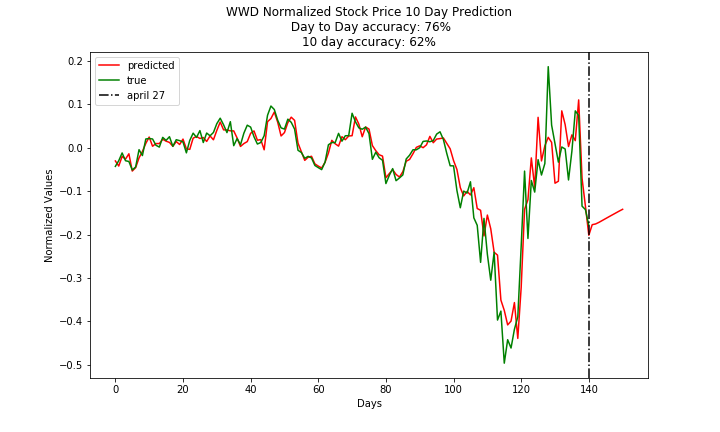 WWD Normalized Stock Price 10 Day Prediction
Day to Day accuracy: 76%
10 day accuracy: 62%
predicted
true
april 27
Normalized Values
0.2
0.1
0.0
−0.1
−0.2
−0.3
−0.4
−0.5
0 20 40 60 80 100 120 140
Days